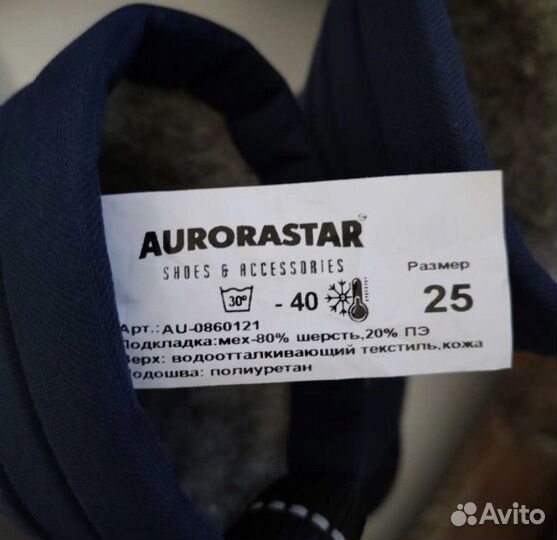 AURORASTAR
SHOES & ACCESSORIES
30° - 40
Размер
25
Арт.:AU-0860121
Подкладка:мех-80% шерсть,20% ПЭ
Верх: водоотталкивающий текстиль,кожа
Подошва: полиуретан
Avito